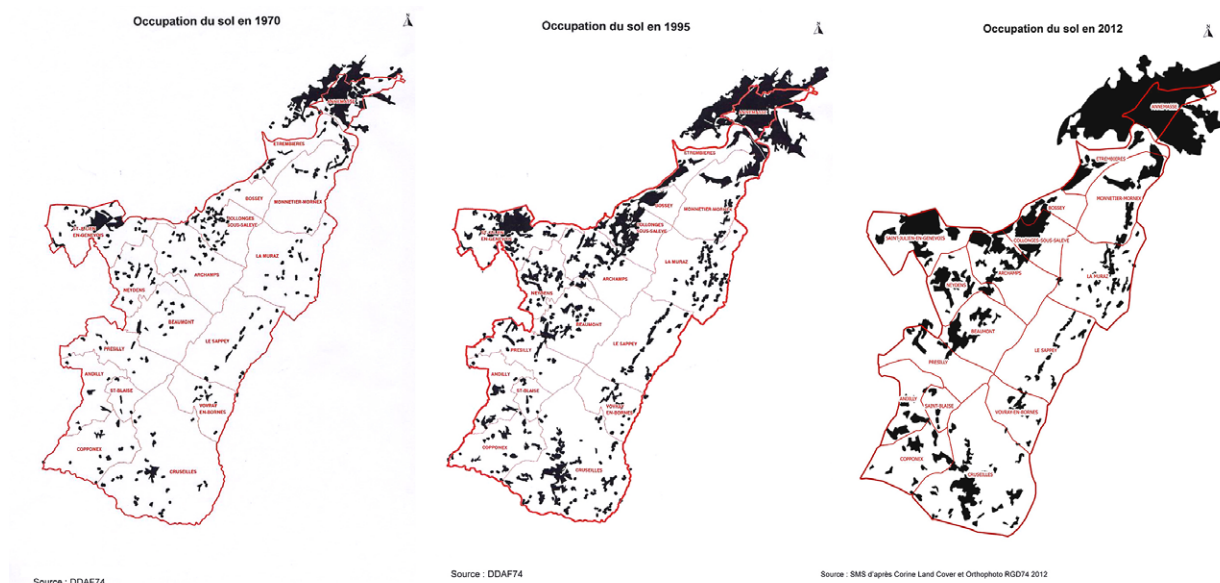 Occupation du sol en 1970
ANNEMASSE
ETREMBIERES
BOSSEY
MONNETIER-MORNEX
COLLONGES
SOUS-SALEVE
ST-JULIEN
EN-GENEVOIS
LA MURAZ
ARCHAMPS
NEYDENS
BEAUMONT
LE SAPPEY
PRESILLY
ANDILLY
ST-BLAISE
VOVRAY
EN-BORNES
COPPONEX
CRUSEILLES
Source : DDAF74
Occupation du sol en 1995
ANNEMASSE
ETREMBIERES
BOSSEY
MONNETIER-MORNEX
COLLONGES
SOUS-SALEVE
EN-GENEVOIS
LA MURAZ
ARCHAMPS
NEYDENS
BEAUMONT
LE SAPPEY
PRESILLY
ANDILLY
ST-BLAISE
VOVRAY
EN-BORNES
COPPONEX
CRUSEILLES
Source : DDAF74
Occupation du sol en 2012
ANNEMASSE
ETREMBIERES
MONNETIER-MORNEX
BOSSEY
SAINT-JULIEN-EN-GENEVOIS
COLLONGES-SOUS-SALEVE
ARCHAMPS
LA MURAZ
NEYDENS
BEAUMONT
LE SAPPEY
PRESILLY
ANDILLY
SAINT-BLAISE
VOVRAY-EN-BORNES
COPPONEX
CRUSEILLES
Source : SMS d'après Corine Land Cover et Orthophoto RGD74 2012